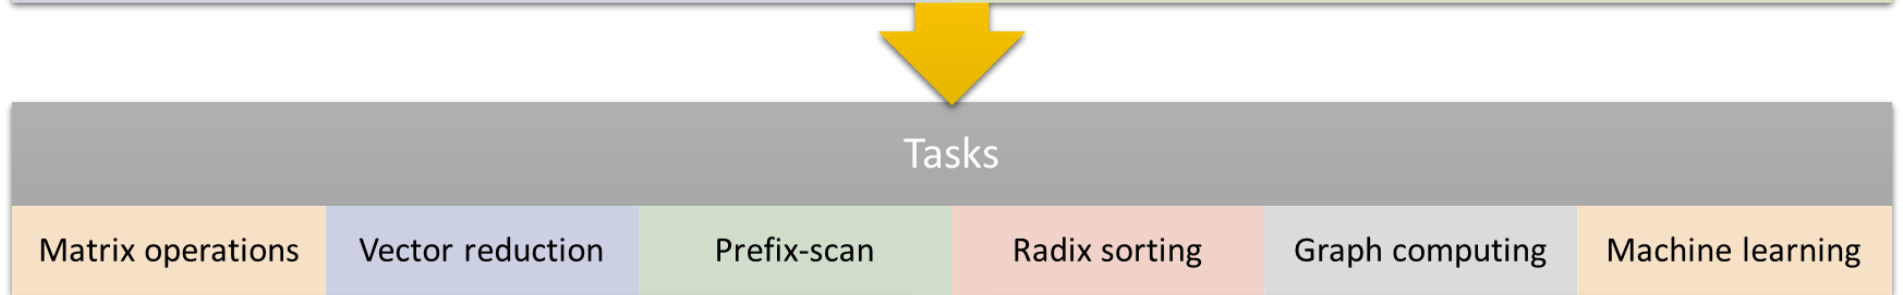 Tasks
Matrix operations
Vector reduction
Prefix-scan
Radix sorting
Graph computing
Machine learning